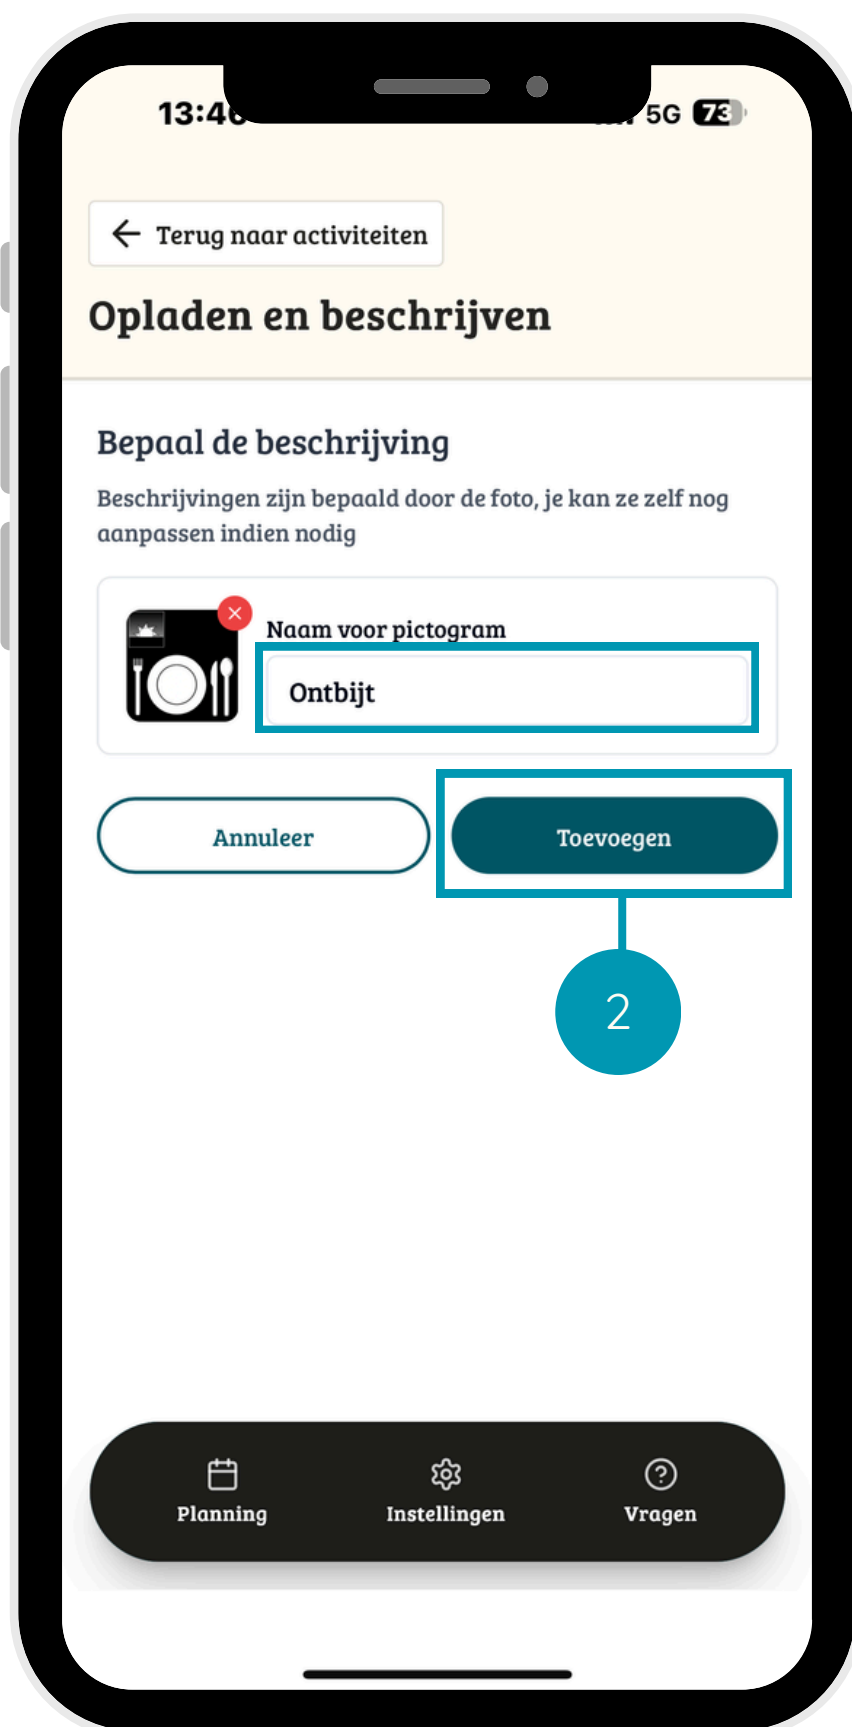 13:46
5G 73
Terug naar activiteiten
Opladen en beschrijven
Bepaal de beschrijving
Beschrijvingen zijn bepaald door de foto, je kan ze zelf nog
aanpassen indien nodig
Naam voor pictogram
Ontbijt
Annuleer
Toevoegen
2
Planning
Instellingen
Vragen